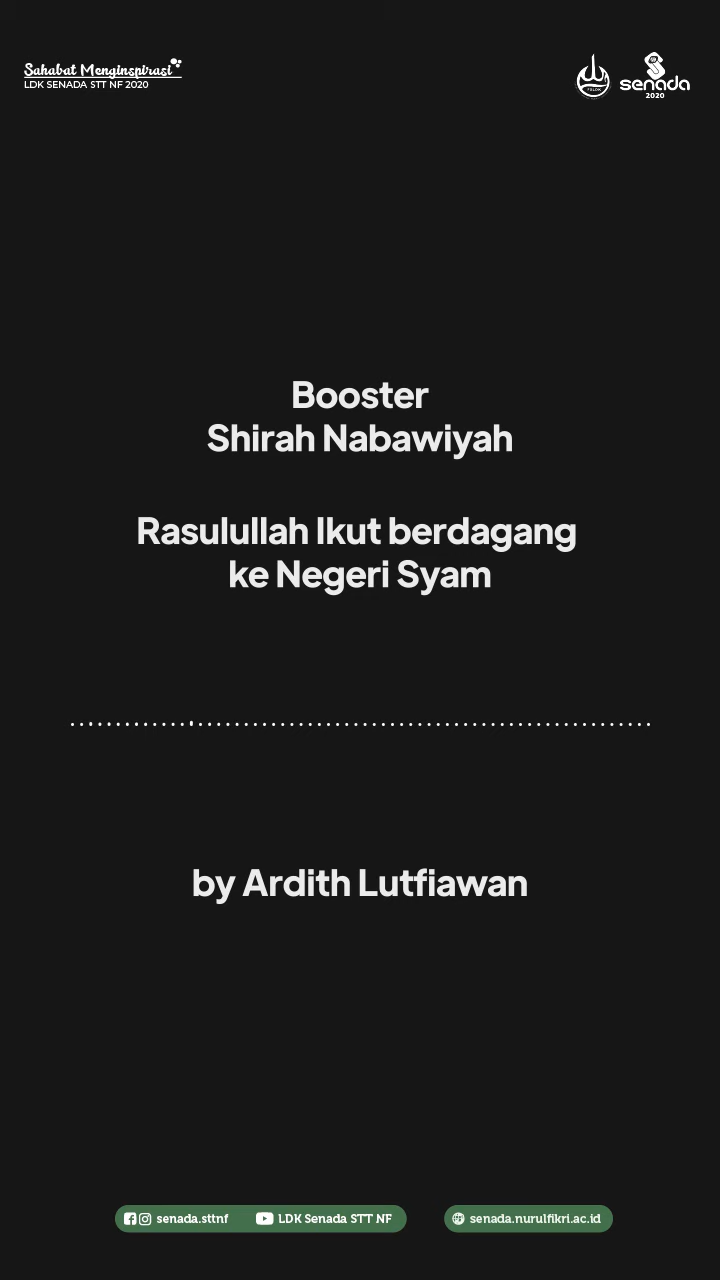 Sahabat Menginspirasi
LDK SENADA STT NF 2020
FSLDK
senada
2020
Booster
Shirah Nabawiyah
Rasulullah Ikut berdagang
ke Negeri Syam
by Ardith Lutfiawan
senada.sttnf
LDK Senada STT NF
senada.nurulfikri.ac.id